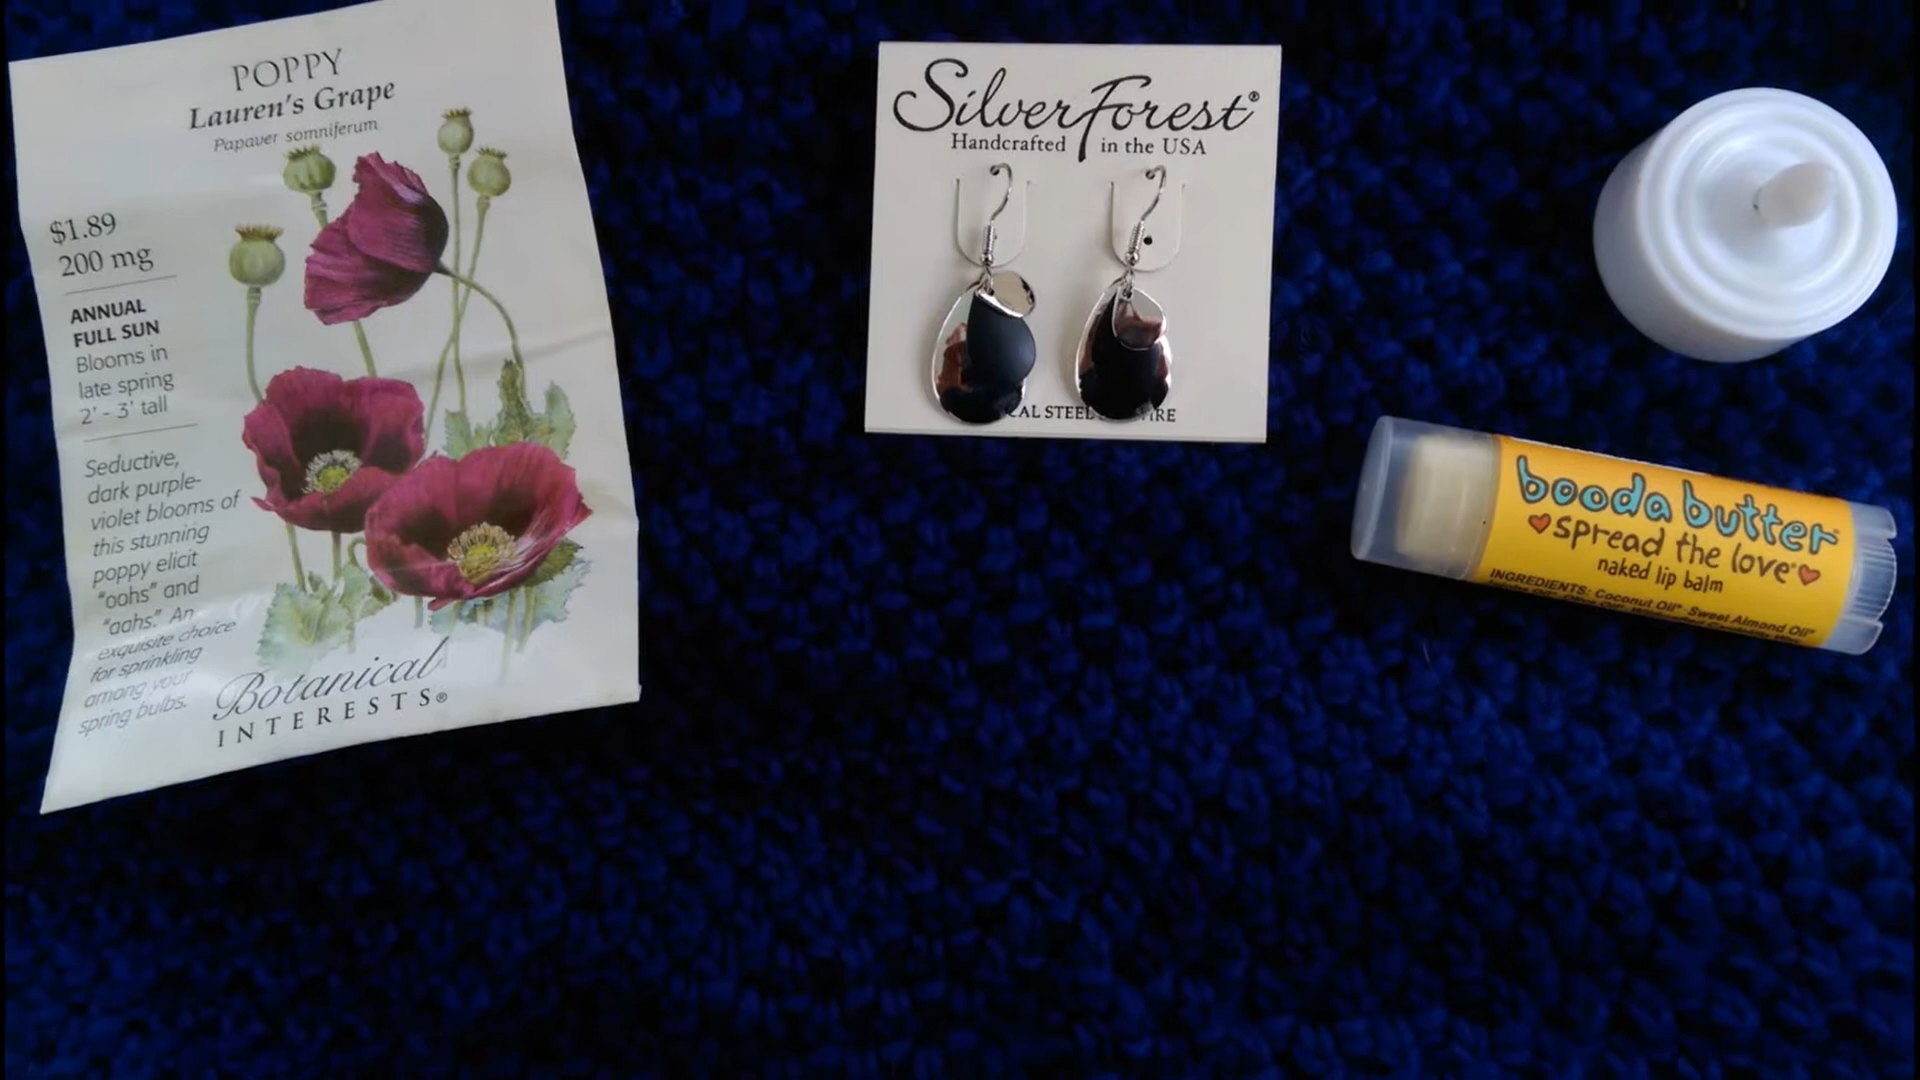 POPPY
Lauren's Grape
Papaver somniferum
$1.89
200 mg
ANNUAL
FULL SUN
Blooms in
late spring
2' - 3' tall
Seductive,
dark purple-
violet blooms of
this stunning
poppy elicit
"oohs" and
"aahs." An
exquisite choice
for sprinkling
among your
spring bulbs.
Botanical
INTERESTS®
SilverForest®
Handcrafted in the USA
STEEL
booda butter
spread the love
naked lip balm
INGREDIENTS: Coconut Oil* Sweet Almond Oil*